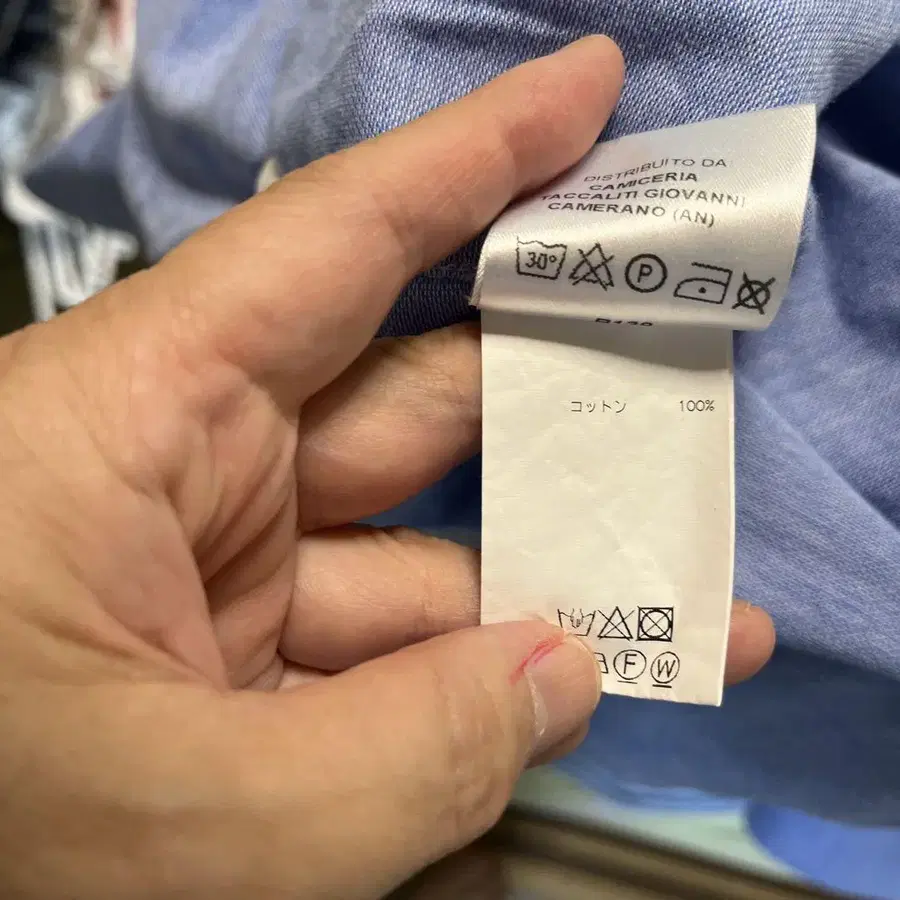 DISTRIBUITO DA
CAMICERIA
TACCALITI GIOVANNI
CAMERANO (AN)
30° P
コットン 100%
F W